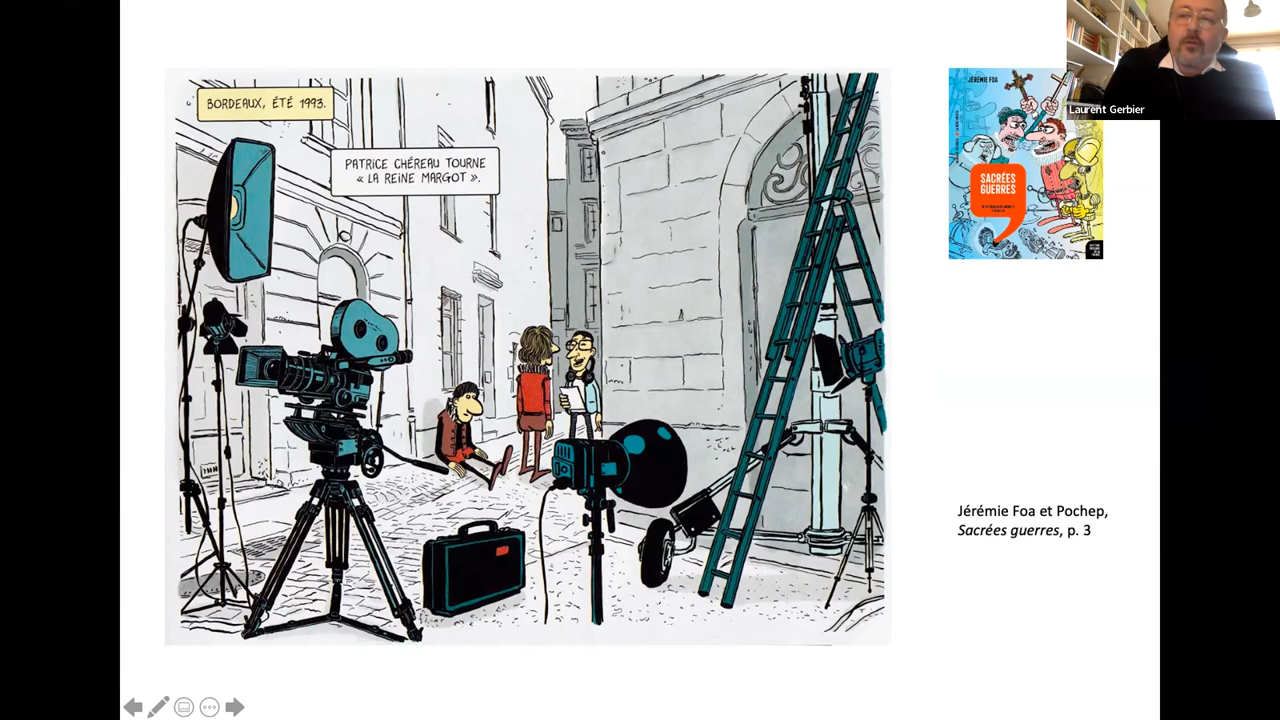 BORDEAUX, ÉTÉ 1993.
PATRICE CHÉREAU TOURNE
« LA REINE MARGOT ».
Laurent Gerbier
JÉRÉMIE FOA
SACRÉES
GUERRES
Jérémie Foa et Pochep,
Sacrées guerres, p. 3